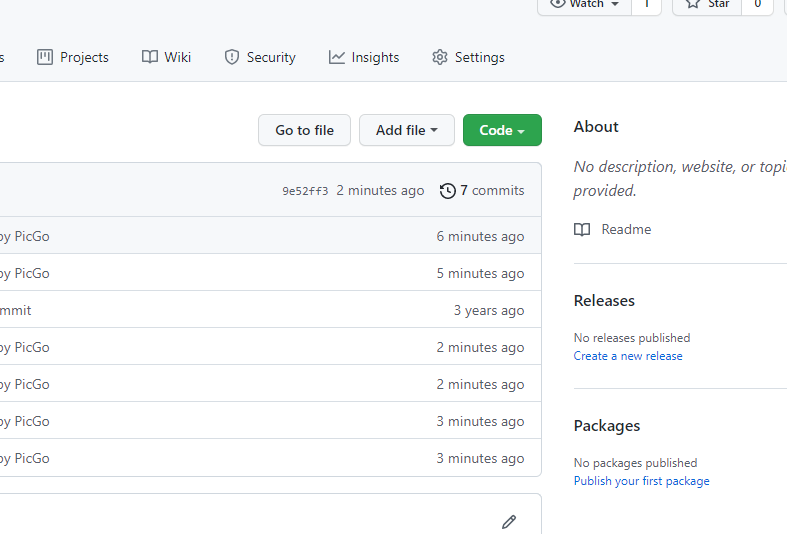 Watch 1 Star 0
s Projects Wiki Security Insights Settings
Go to file Add file Code
9e52ff3 2 minutes ago 7 commits
by PicGo 6 minutes ago
by PicGo 5 minutes ago
mmit 3 years ago
by PicGo 2 minutes ago
by PicGo 2 minutes ago
by PicGo 3 minutes ago
by PicGo 3 minutes ago
About
No description, website, or topi
provided.
Readme
Releases
No releases published
Create a new release
Packages
No packages published
Publish your first package